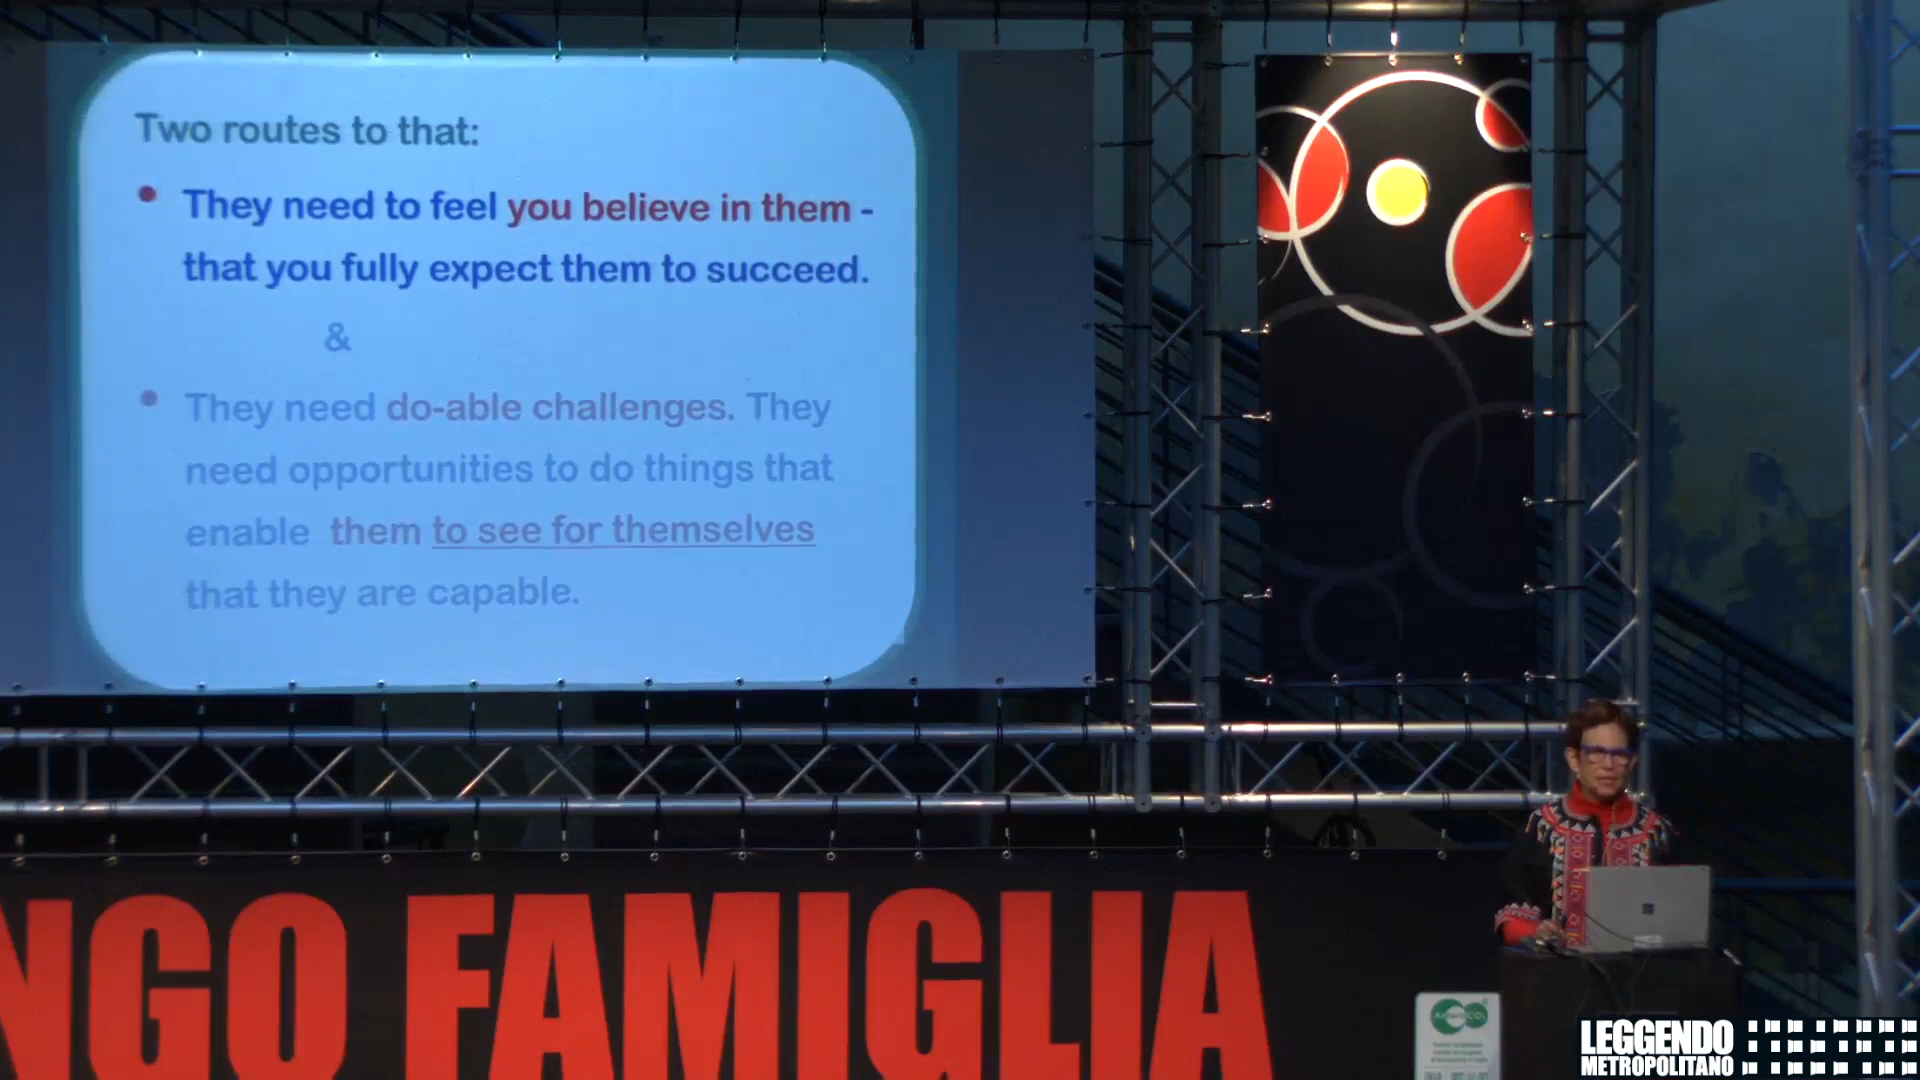 Two routes to that:
• They need to feel you believe in them -
that you fully expect them to succeed.
&
• They need do-able challenges. They
need opportunities to do things that
enable them to see for themselves
that they are capable.
NGO FAMIGLIA
LEGGENDO
METROPOLITANO